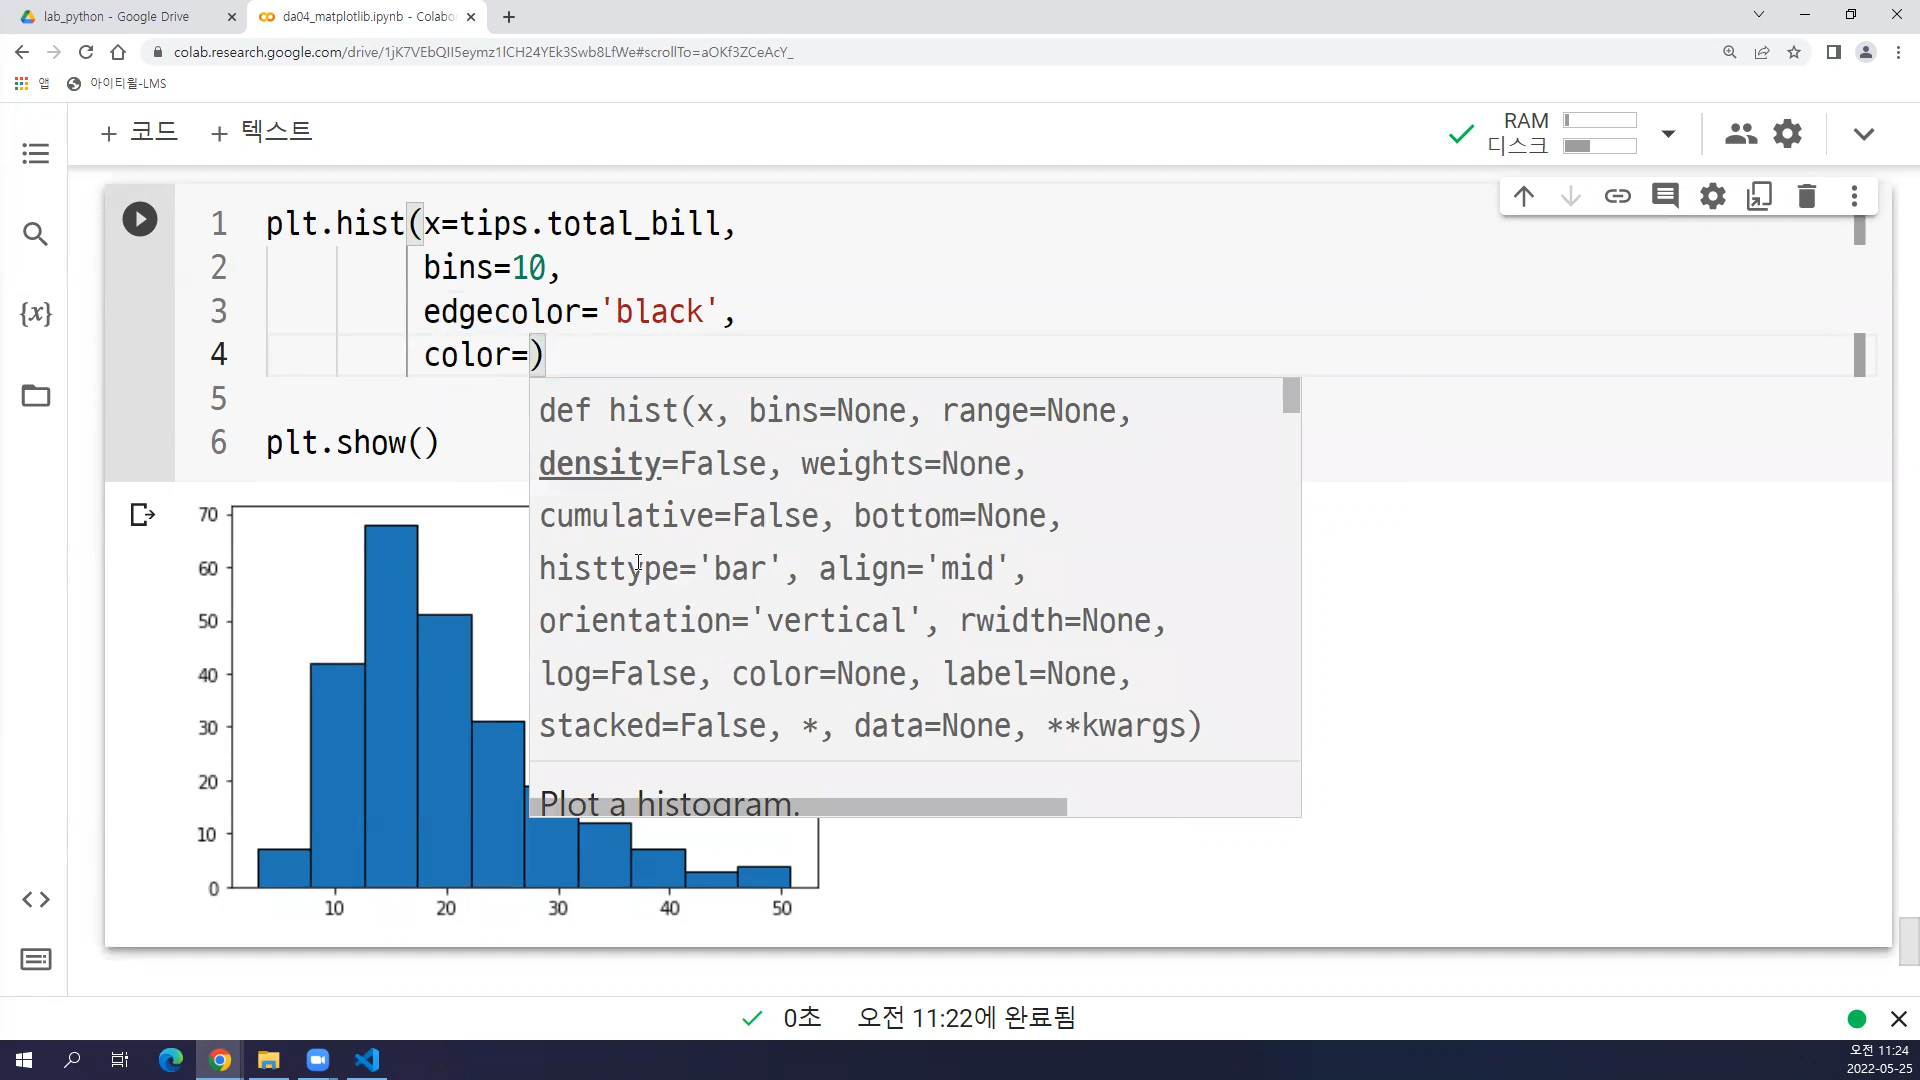 lab_python - Google Drive
da04_matplotlib.ipynb - Colabo
colab.research.google.com/drive/1jK7VEbQII5eymz1lCH24YEk3Swb8LfWe#scrollTo=aOKf3ZCeAcY_
앱
아이티윌-LMS
+ 코드 + 텍스트
RAM
디스크
1 plt.hist(x=tips.total_bill,
2 bins=10,
3 edgecolor='black',
4 color=)
5
6 plt.show()
def hist(x, bins=None, range=None,
density=False, weights=None,
cumulative=False, bottom=None,
histtype='bar', align='mid',
orientation='vertical', rwidth=None,
log=False, color=None, label=None,
stacked=False, *, data=None, **kwargs)
Plot a histogram.
70
60
50
40
30
20
10
0
10 20 30 40 50
0초 오전 11:22에 완료됨
오전 11:24
2022-05-25